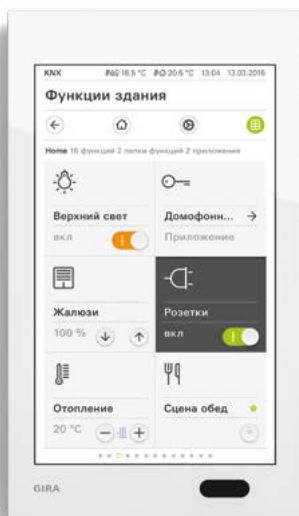 KNX 16.5 °C 20.5 °C 13:04 13.03.2016
Функции здания
Home 16 функций 2 папки функций 2 приложения
Верхний свет
вкл
Домофонн... →
Приложение
Жалюзи
100 %
Розетки
вкл
Отопление
20 °C
Сцена обед
GIRA